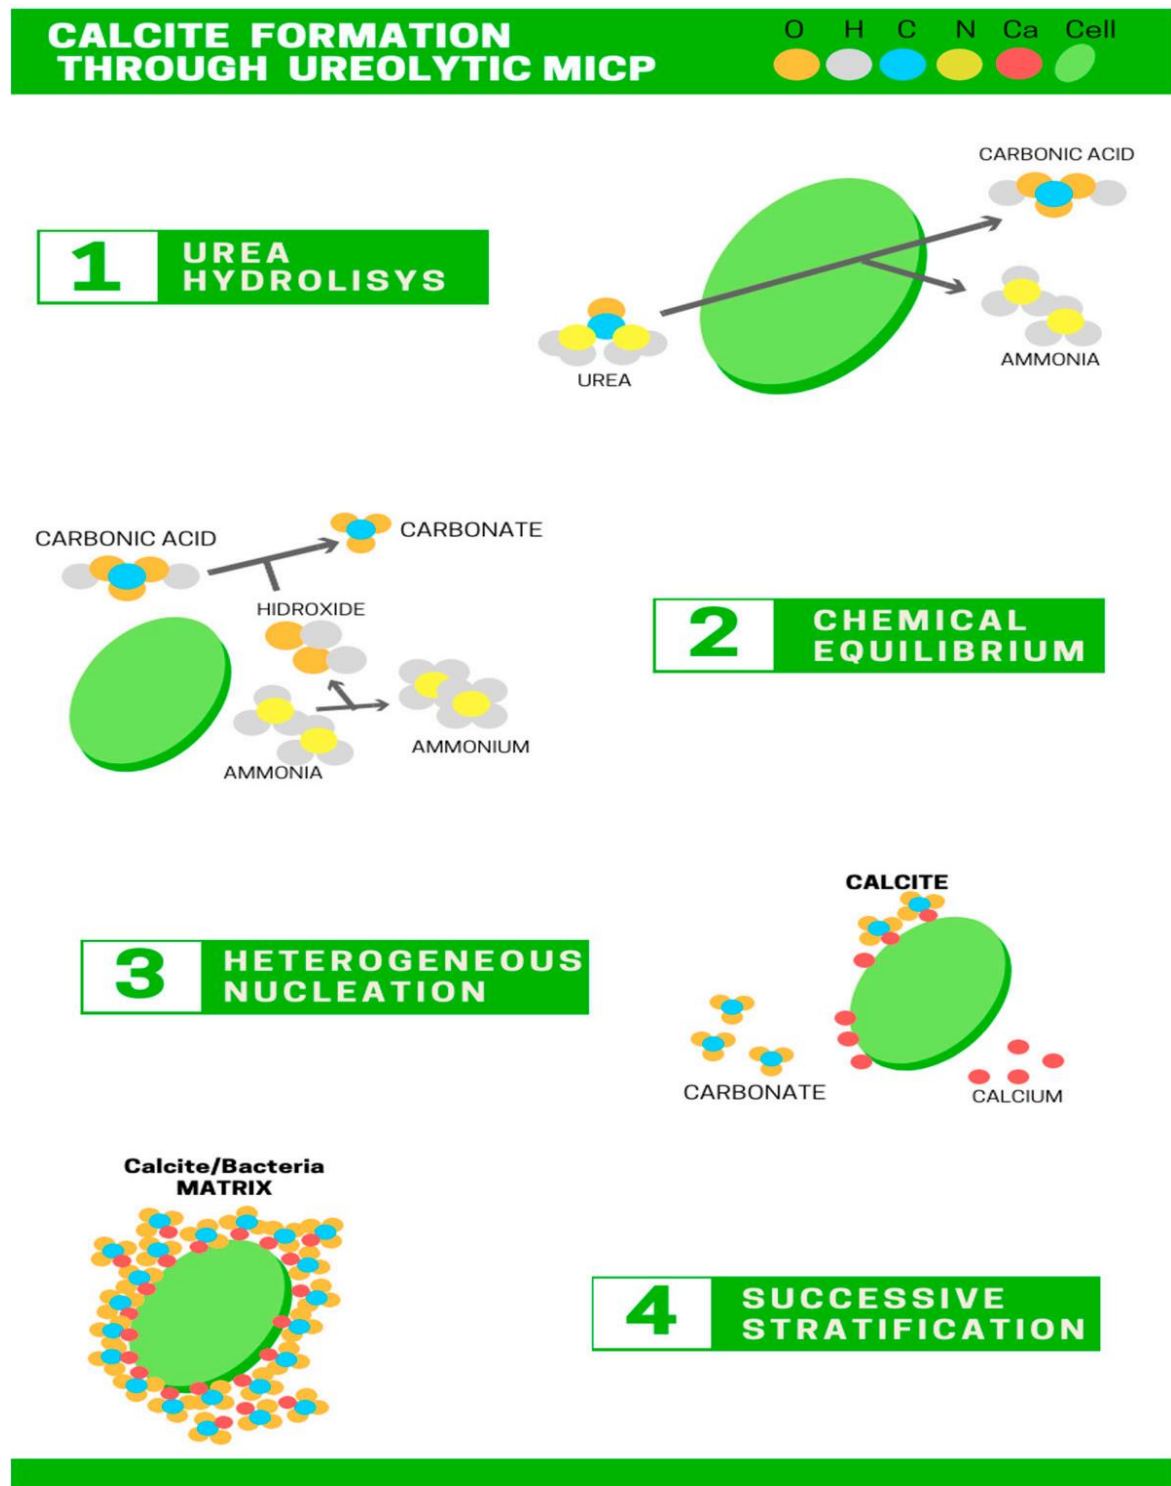 CALCITE FORMATION
THROUGH UREOLYTIC MICP
O H C N Ca Cell
1
UREA
HYDROLISYS
CARBONIC ACID
UREA
AMMONIA
CARBONIC ACID
CARBONATE
HIDROXIDE
AMMONIUM
AMMONIA
2
CHEMICAL
EQUILIBRIUM
3
HETEROGENEOUS
NUCLEATION
CALCITE
CARBONATE
CALCIUM
Calcite/Bacteria
MATRIX
4
SUCCESSIVE
STRATIFICATION